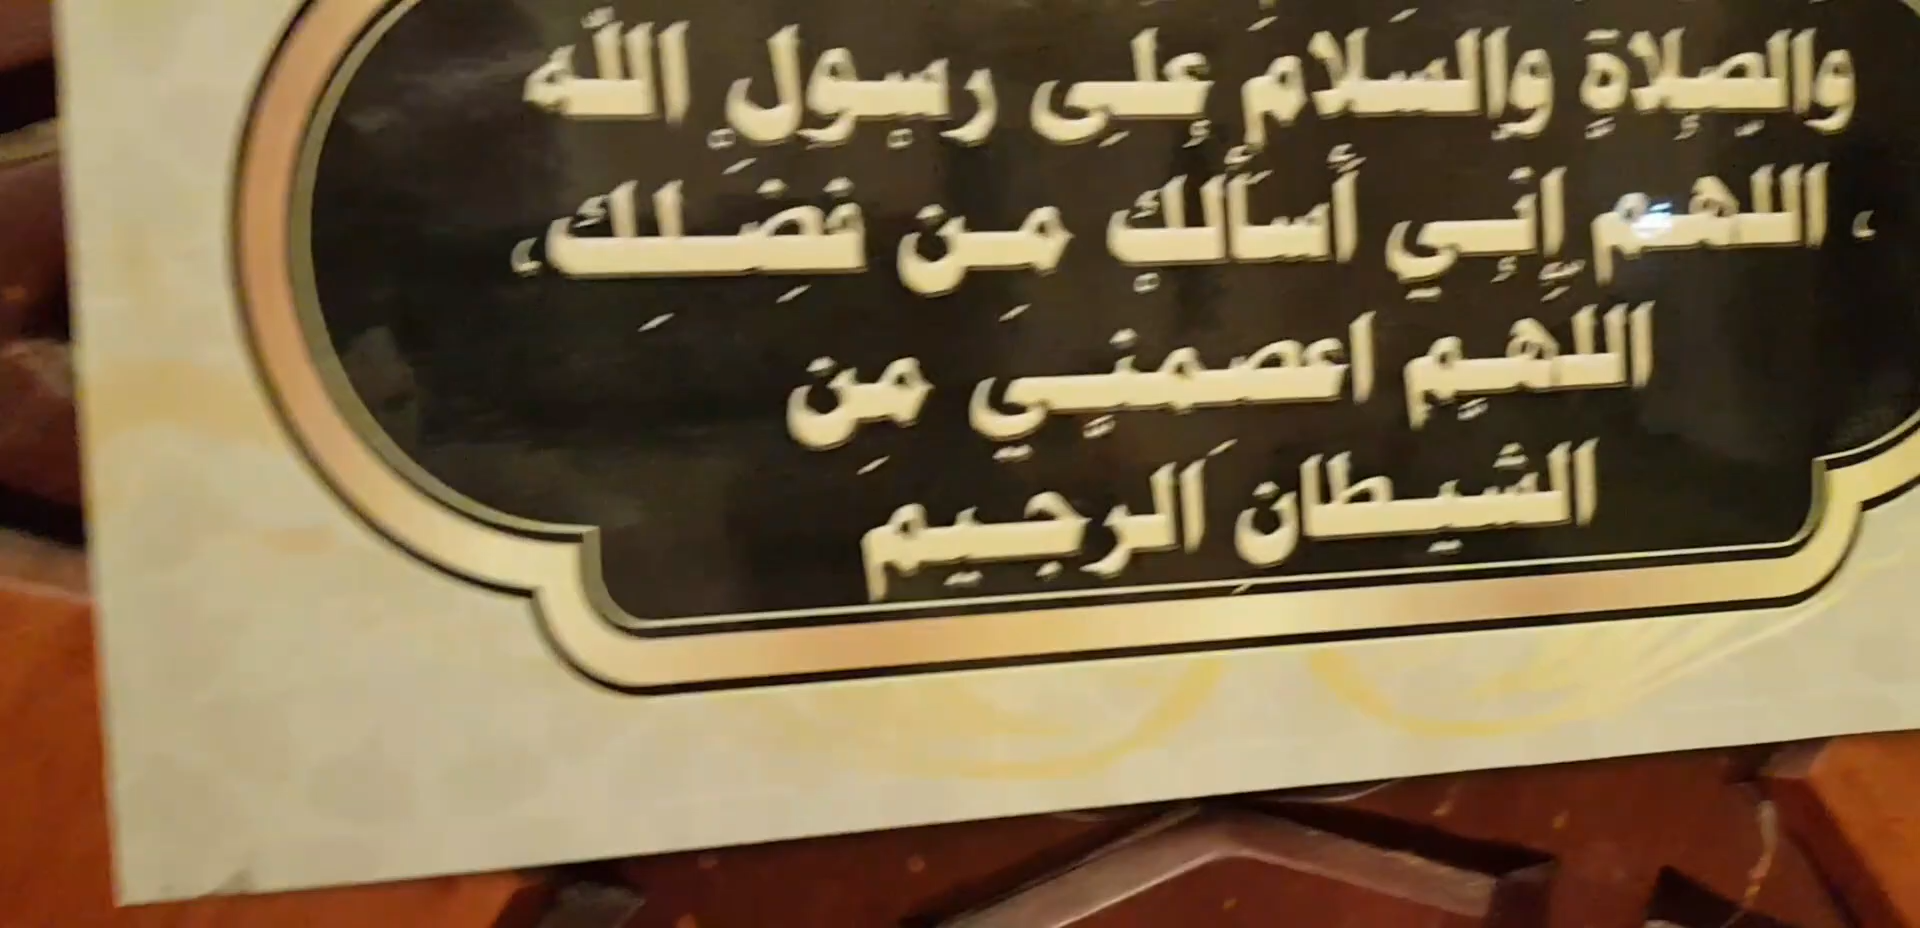 والصلاة والسلام على رسول الله
، اللهم إني أسألك من فضلك،
اللهم اعصمني من
الشيطان الرجيم